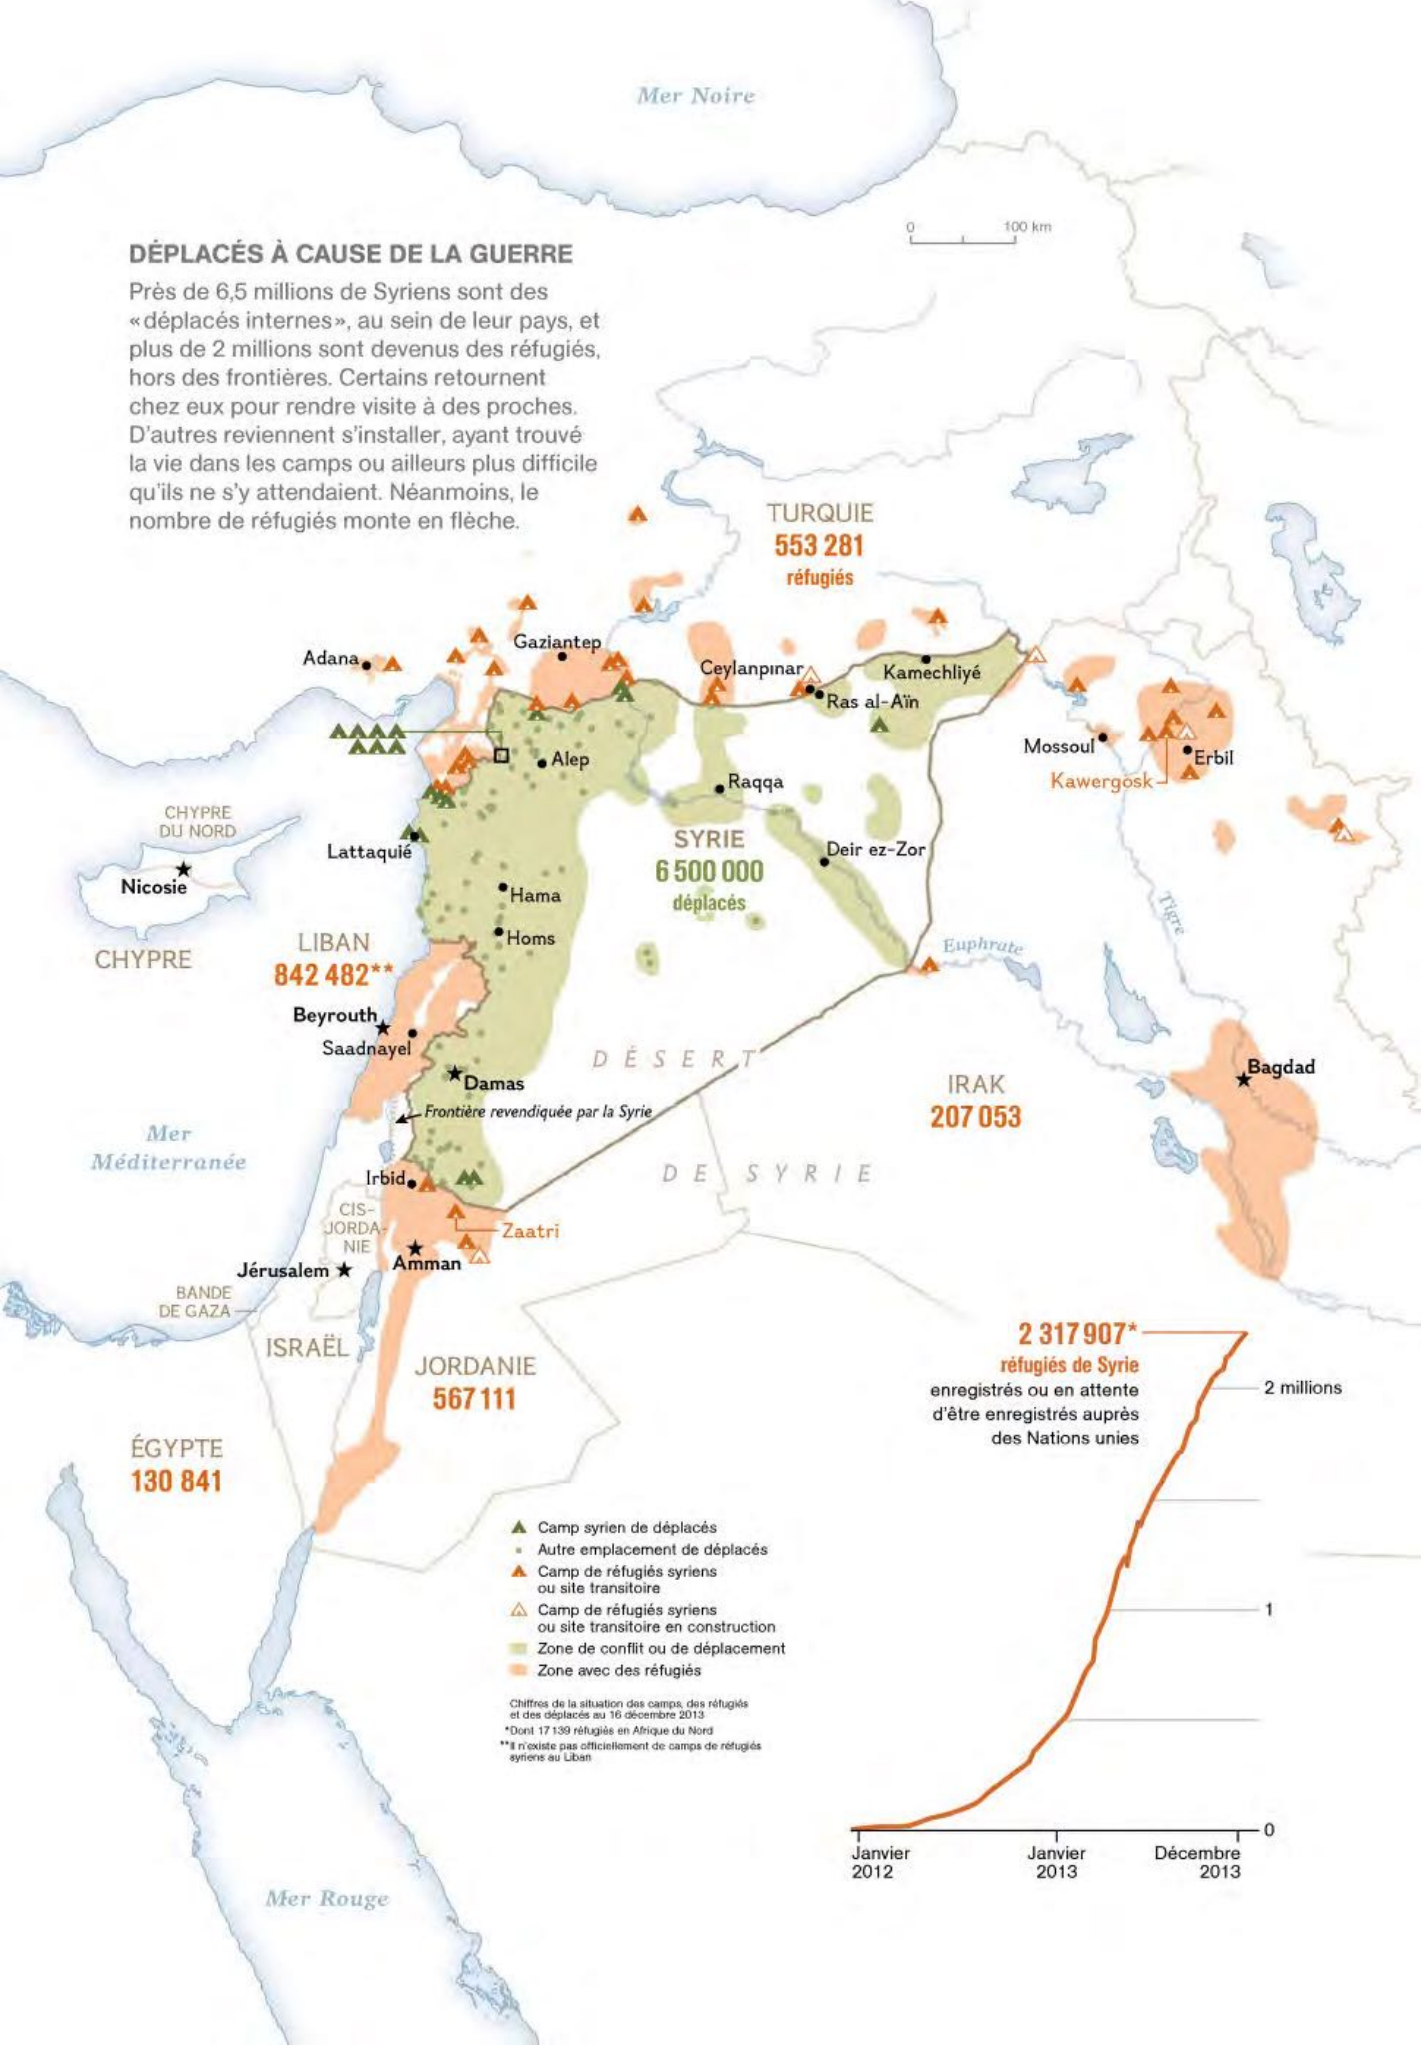 Mer Noire
0
100 km
DÉPLACÉS À CAUSE DE LA GUERRE
Près de 6,5 millions de Syriens sont des
«déplacés internes», au sein de leur pays, et
plus de 2 millions sont devenus des réfugiés,
hors des frontières. Certains retournent
chez eux pour rendre visite à des proches.
D'autres reviennent s'installer, ayant trouvé
la vie dans les camps ou ailleurs plus difficile
qu'ils ne s'y attendaient. Néanmoins, le
nombre de réfugiés monte en flèche.
TURQUIE
553 281
réfugiés
Adana
Gaziantep
Ceylanpınar
Kamechliyé
Ras al-Aïn
Mossoul
Erbil
Kawergosk
Alep
Raqqa
CHYPRE
DU NORD
Nicosie
CHYPRE
Lattaquié
SYRIE
6 500 000
déplacés
Deir ez-Zor
Hama
Homs
Tigre
Euphrate
LIBAN
842 482**
Beyrouth
Saadnayel
Damas
DÉSERT
DE SYRIE
Frontière revendiquée par la Syrie
IRAK
207 053
Bagdad
Mer
Méditerranée
Irbid
CIS-
JORDA-
NIE
Zaatri
Amman
Jérusalem
BANDE
DE GAZA
ISRAËL
JORDANIE
567 111
ÉGYPTE
130 841
2 317 907*
réfugiés de Syrie
enregistrés ou en attente
d'être enregistrés auprès
des Nations unies
2 millions
1
0
Janvier
2012
Janvier
2013
Décembre
2013
Camp syrien de déplacés
Autre emplacement de déplacés
Camp de réfugiés syriens
ou site transitoire
Camp de réfugiés syriens
ou site transitoire en construction
Zone de conflit ou de déplacement
Zone avec des réfugiés
Chiffres de la situation des camps, des réfugiés
et des déplacés au 16 décembre 2013
*Dont 17 139 réfugiés en Afrique du Nord
**Il n'existe pas officiellement de camps de réfugiés
syriens au Liban
Mer Rouge